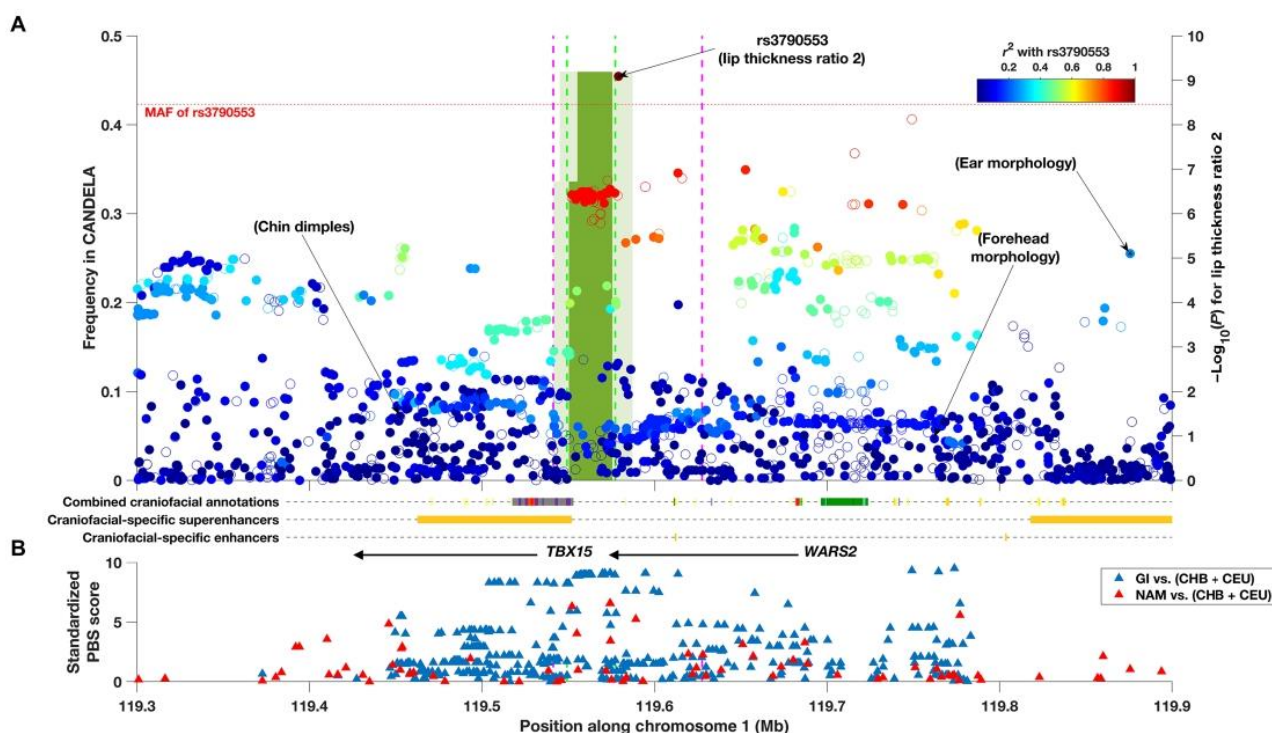 A
rs3790553
(lip thickness ratio 2)
r² with rs3790553
0.2 0.4 0.6 0.8 1
MAF of rs3790553
(Chin dimples)
(Ear morphology)
(Forehead
morphology)
Frequency in CANDELA
0.5
0.4
0.3
0.2
0.1
0
−Log₁₀(P) for lip thickness ratio 2
10
9
8
7
6
5
4
3
2
1
0
Combined craniofacial annotations
Craniofacial-specific superenhancers
Craniofacial-specific enhancers
B
TBX15
WARS2
Standardized
PBS score
10
5
0
GI vs. (CHB + CEU)
NAM vs. (CHB + CEU)
119.3 119.4 119.5 119.6 119.7 119.8 119.9
Position along chromosome 1 (Mb)